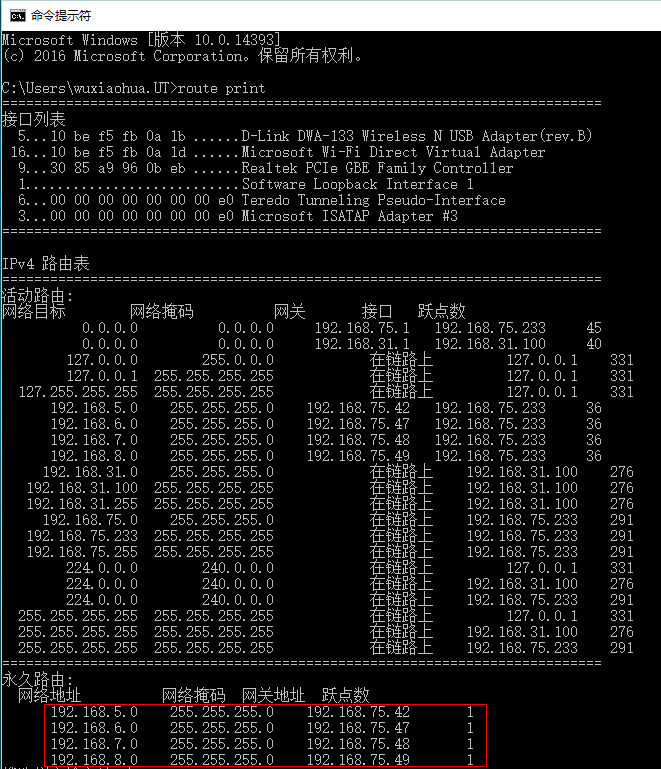 命令提示符
Microsoft Windows [版本 10.0.14393]
(c) 2016 Microsoft Corporation。保留所有权利。
C:\Users\wuxiaohua.UT>route print
===========================================================================
接口列表
5...10 be f5 fb 0a 1b ......D-Link DWA-133 Wireless N USB Adapter(rev.B)
16...10 be f5 fb 0a 1d ......Microsoft Wi-Fi Direct Virtual Adapter
9...30 85 a9 96 0b eb ......Realtek PCIe GBE Family Controller
1...........................Software Loopback Interface 1
6...00 00 00 00 00 00 00 e0 Teredo Tunneling Pseudo-Interface
3...00 00 00 00 00 00 00 e0 Microsoft ISATAP Adapter #3
===========================================================================
IPv4 路由表
===========================================================================
活动路由:
网络目标 网络掩码 网关 接口 跃点数
0.0.0.0 0.0.0.0 192.168.75.1 192.168.75.233 45
0.0.0.0 0.0.0.0 192.168.31.1 192.168.31.100 40
127.0.0.0 255.0.0.0 在链路上 127.0.0.1 331
127.0.0.1 255.255.255.255 在链路上 127.0.0.1 331
127.255.255.255 255.255.255.255 在链路上 127.0.0.1 331
192.168.5.0 255.255.255.0 192.168.75.42 192.168.75.233 36
192.168.6.0 255.255.255.0 192.168.75.47 192.168.75.233 36
192.168.7.0 255.255.255.0 192.168.75.48 192.168.75.233 36
192.168.8.0 255.255.255.0 192.168.75.49 192.168.75.233 36
192.168.31.0 255.255.255.0 在链路上 192.168.31.100 276
192.168.31.100 255.255.255.255 在链路上 192.168.31.100 276
192.168.31.255 255.255.255.255 在链路上 192.168.31.100 276
192.168.75.0 255.255.255.0 在链路上 192.168.75.233 291
192.168.75.233 255.255.255.255 在链路上 192.168.75.233 291
192.168.75.255 255.255.255.255 在链路上 192.168.75.233 291
224.0.0.0 240.0.0.0 在链路上 127.0.0.1 331
224.0.0.0 240.0.0.0 在链路上 192.168.31.100 276
224.0.0.0 240.0.0.0 在链路上 192.168.75.233 291
255.255.255.255 255.255.255.255 在链路上 127.0.0.1 331
255.255.255.255 255.255.255.255 在链路上 192.168.31.100 276
255.255.255.255 255.255.255.255 在链路上 192.168.75.233 291
===========================================================================
永久路由:
网络地址 网络掩码 网关地址 跃点数
192.168.5.0 255.255.255.0 192.168.75.42 1
192.168.6.0 255.255.255.0 192.168.75.47 1
192.168.7.0 255.255.255.0 192.168.75.48 1
192.168.8.0 255.255.255.0 192.168.75.49 1